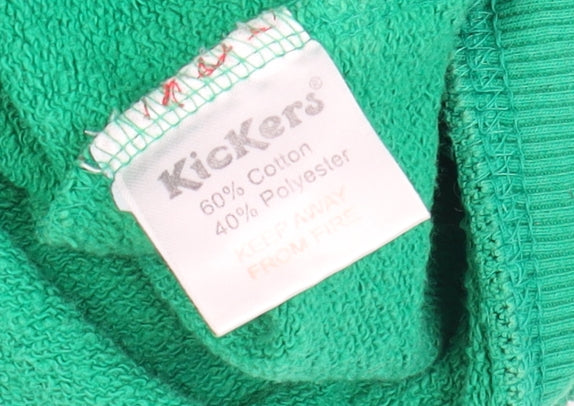 KicKers®
60% Cotton
40% Polyester
KEEP AWAY
FROM FIRE